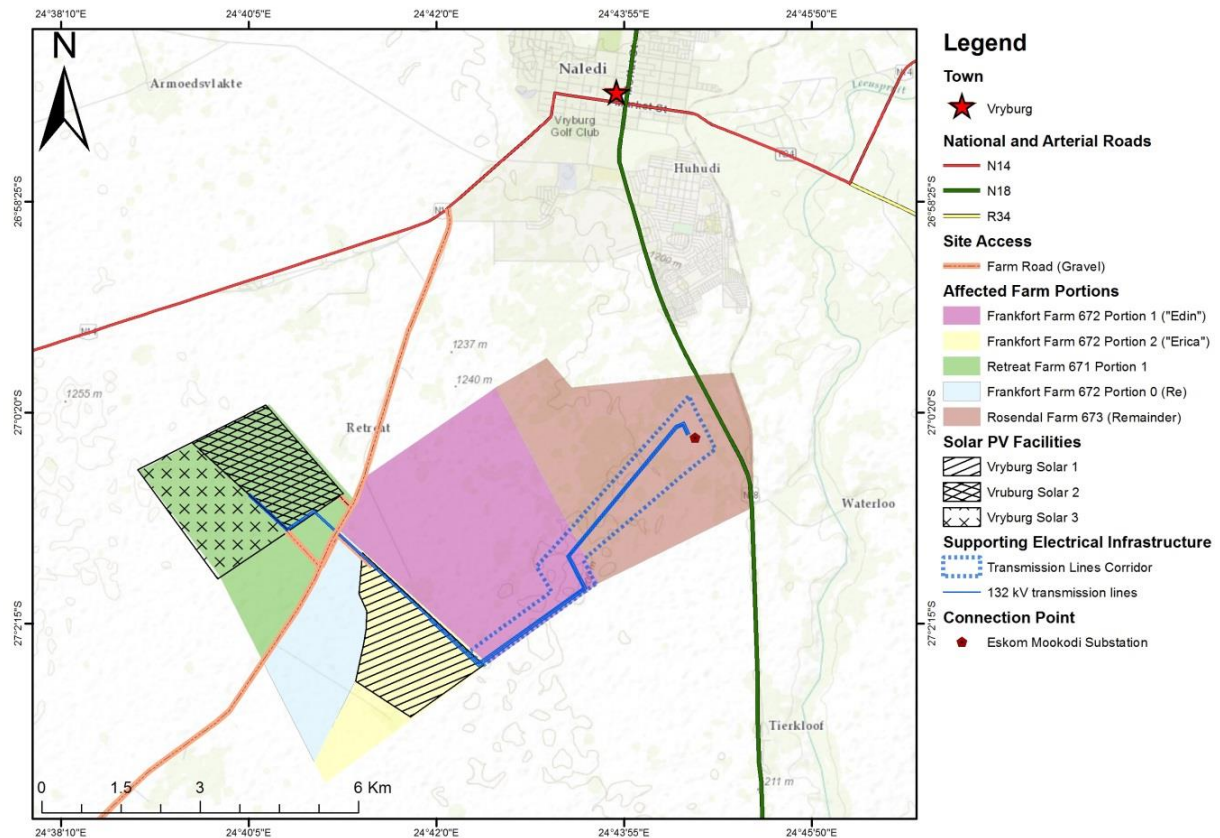 24°38'10"E
24°40'5"E
24°42'0"E
24°43'55"E
24°45'50"E
N
Naledi
Armoedsvlakte
Market St
Vryburg
Golf Club
Huhudi
1200 m
N14
1237 m
1240 m
1255 m
Retreat
Waterloo
Tierkloof
211 m
26°58'25"S
27°0'20"S
27°2'15"S
26°58'25"S
27°0'20"S
27°2'15"S
0 1.5 3 6 Km
24°38'10"E
24°40'5"E
24°42'0"E
24°43'55"E
24°45'50"E
Legend
Town
Vryburg
National and Arterial Roads
N14
N18
R34
Site Access
Farm Road (Gravel)
Affected Farm Portions
Frankfort Farm 672 Portion 1 ("Edin")
Frankfort Farm 672 Portion 2 ("Erica")
Retreat Farm 671 Portion 1
Frankfort Farm 672 Portion 0 (Re)
Rosendal Farm 673 (Remainder)
Solar PV Facilities
Vryburg Solar 1
Vruburg Solar 2
Vryburg Solar 3
Supporting Electrical Infrastructure
Transmission Lines Corridor
132 kV transmission lines
Connection Point
Eskom Mookodi Substation